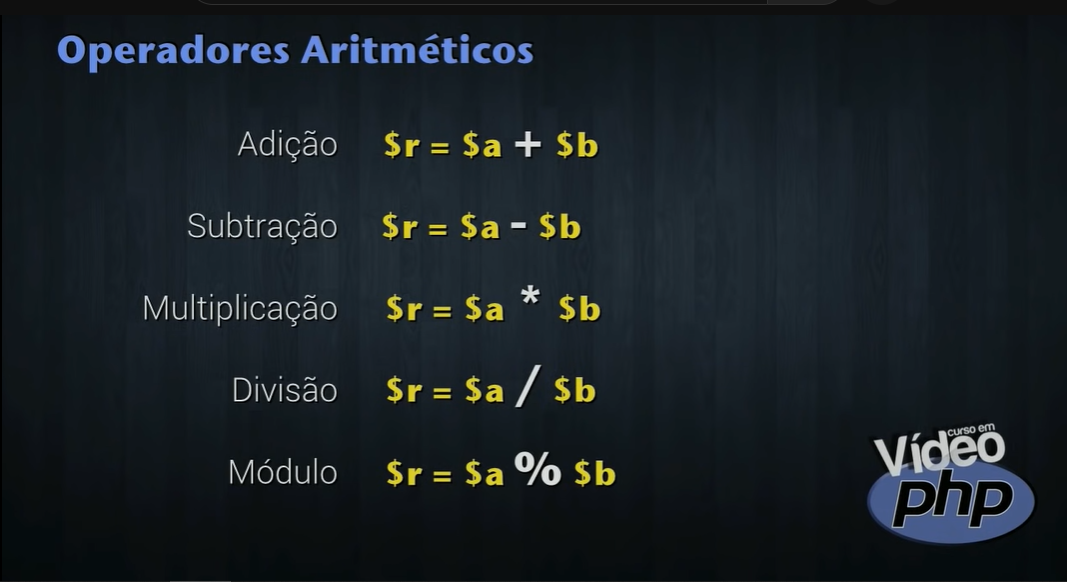 Operadores Aritméticos
Adição $r = $a + $b
Subtração $r = $a - $b
Multiplicação $r = $a * $b
Divisão $r = $a / $b
Módulo $r = $a % $b
curso em
Vídeo
php